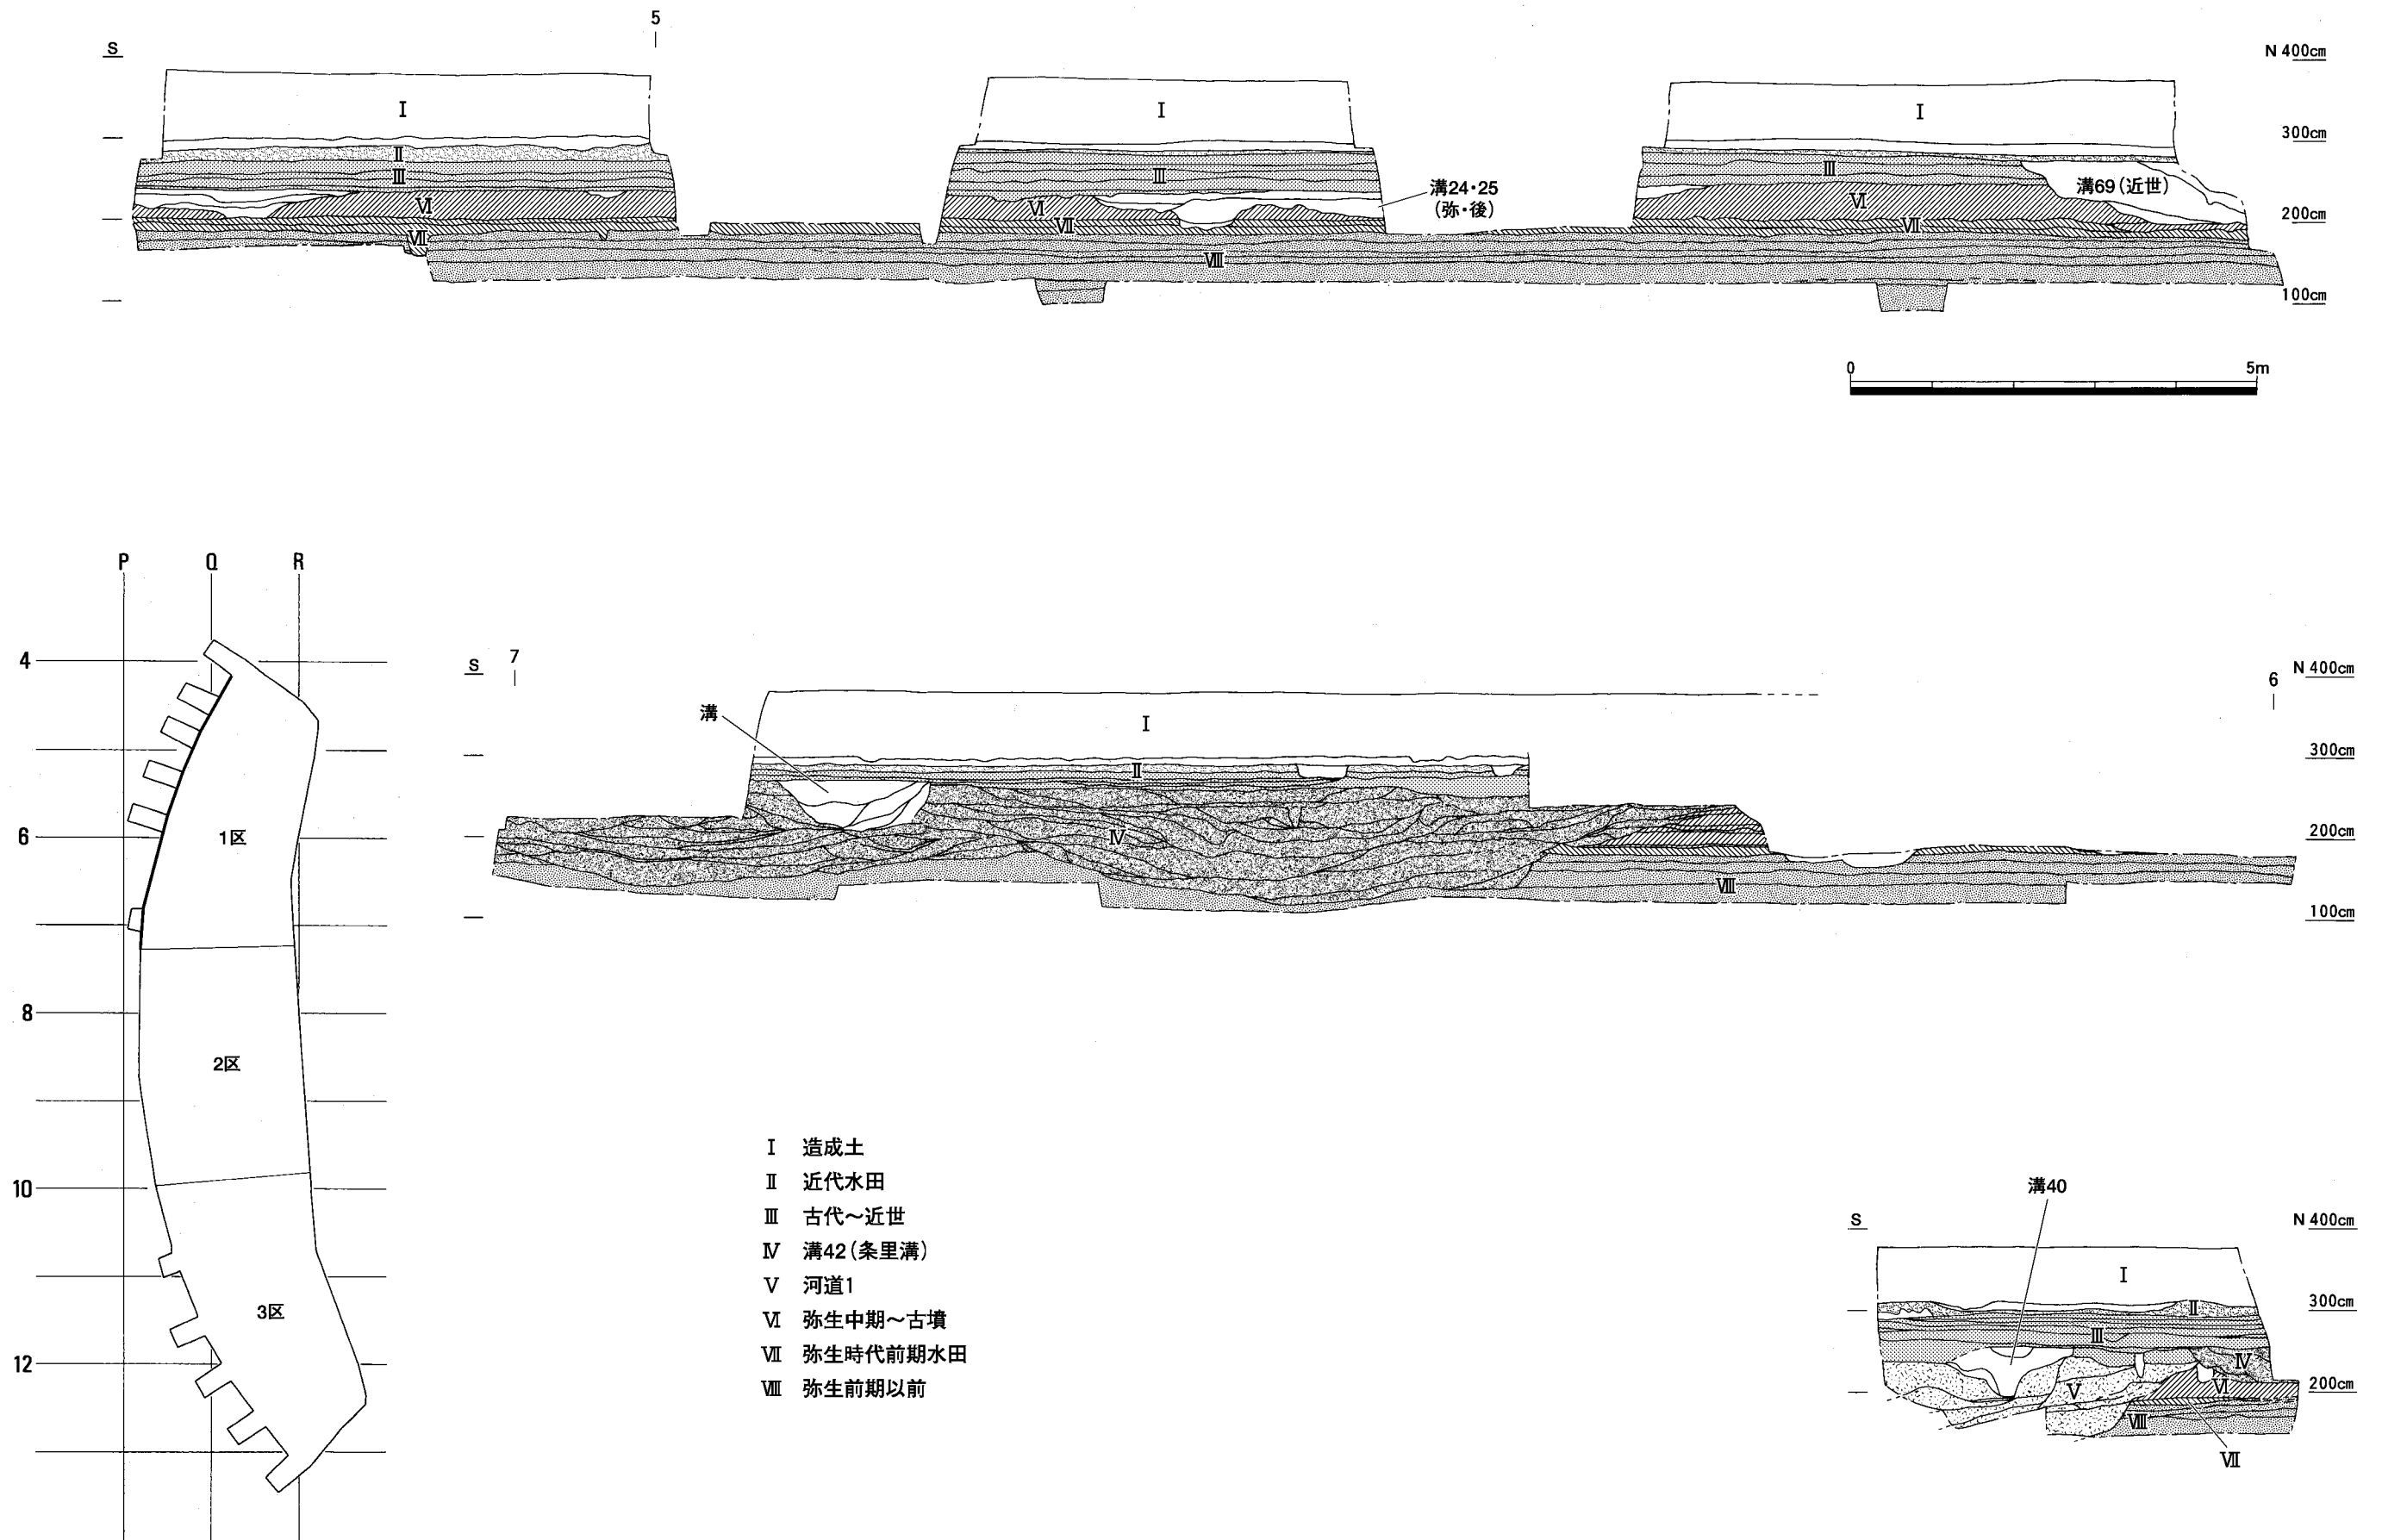 5
S
N 400cm
Ⅰ
Ⅰ
Ⅰ
300cm
Ⅱ
Ⅲ
Ⅲ
Ⅲ
溝24・25
(弥・後)
溝69(近世)
Ⅵ
Ⅵ
Ⅵ
200cm
Ⅶ
Ⅶ
Ⅶ
Ⅷ
100cm
0
5m
P
Q
R
4
6
8
10
12
1区
2区
3区
S
7
N 400cm
6
溝
Ⅰ
300cm
Ⅱ
Ⅳ
200cm
Ⅷ
100cm
Ⅰ 造成土
Ⅱ 近代水田
Ⅲ 古代～近世
Ⅳ 溝42(条里溝)
Ⅴ 河道1
Ⅵ 弥生中期～古墳
Ⅶ 弥生時代前期水田
Ⅷ 弥生前期以前
溝40
S
N 400cm
Ⅰ
Ⅱ
300cm
Ⅲ
Ⅳ
Ⅴ
Ⅵ
200cm
Ⅷ
Ⅶ